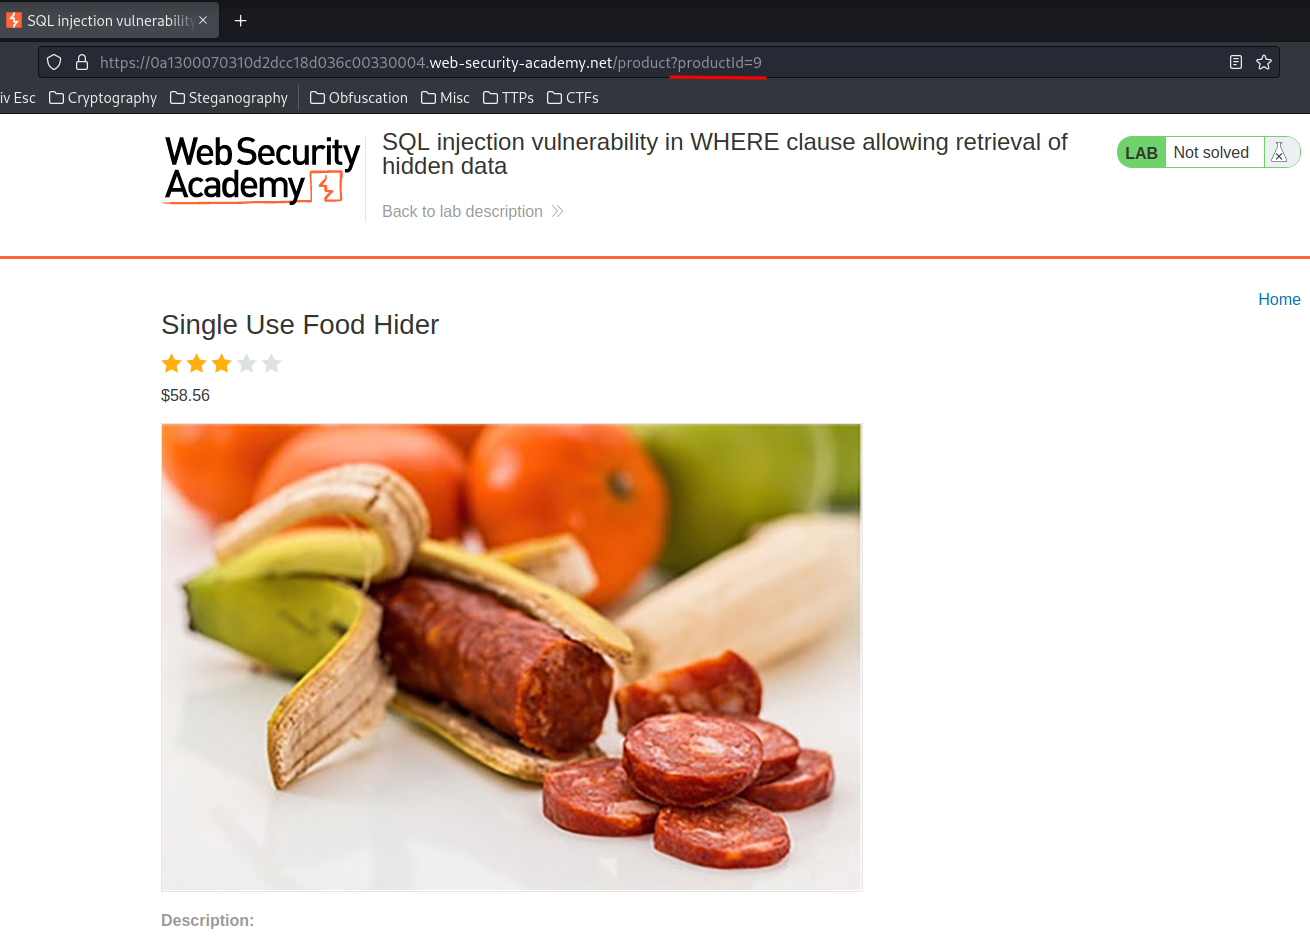 SQL injection vulnerability
https://0a1300070310d2dcc18d036c00330004.web-security-academy.net/product?productId=9
iv Esc Cryptography Steganography Obfuscation Misc TTPs CTFs
Web Security
Academy
SQL injection vulnerability in WHERE clause allowing retrieval of
hidden data
LAB Not solved
Back to lab description
Home
Single Use Food Hider
$58.56
Description: